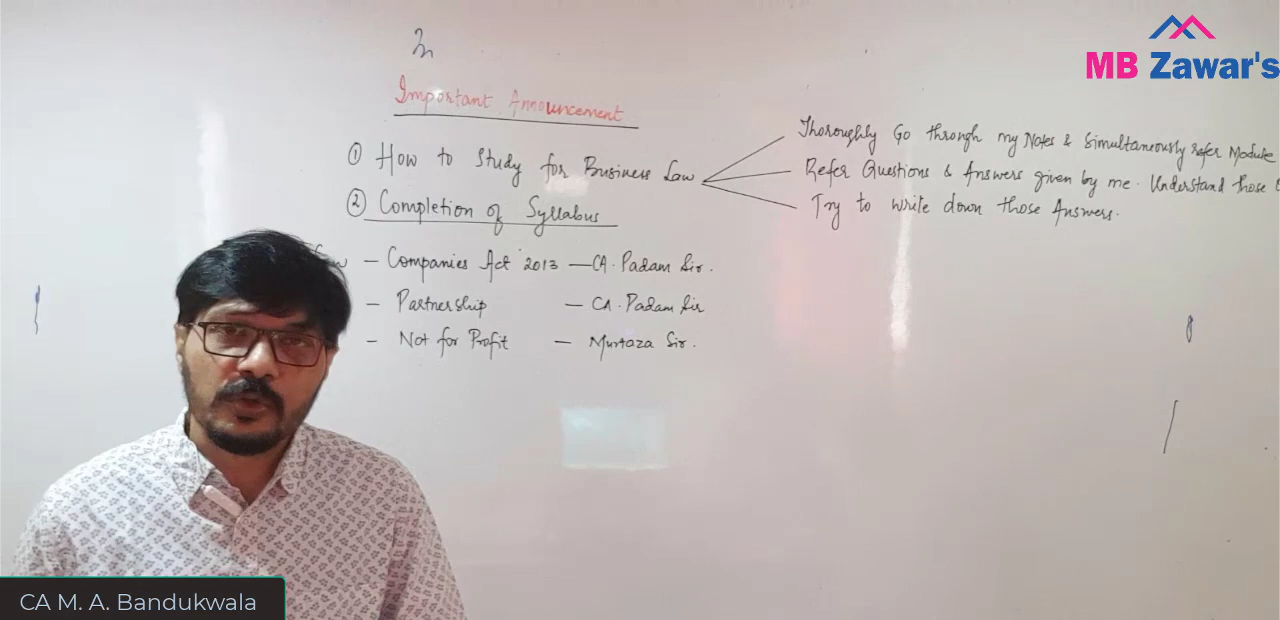 MB Zawar's
Important Announcement
① How to Study for Business Law
Thoroughly Go through my Notes & Simultaneously refer Module
Refer Questions & Answers given by me. Understand those
Try to write down those Answers.
② Completion of Syllabus
— Companies Act 2013 — CA. Padam Sir.
— Partnership — CA. Padam Sir
— Not for Profit — Murtaza Sir.
CA M. A. Bandukwala